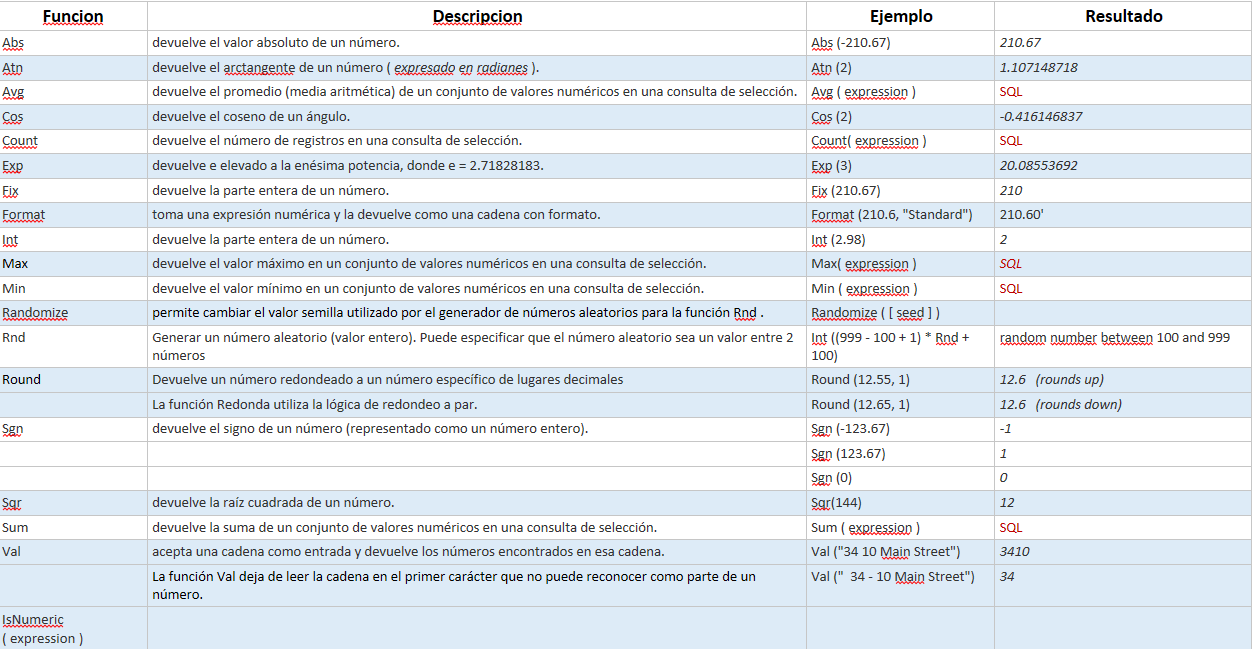 Funcion Descripcion Ejemplo Resultado
Abs devuelve el valor absoluto de un número. Abs (-210.67) 210.67
Atn devuelve el arctangente de un número ( expresado en radianes ). Atn (2) 1.107148718
Avg devuelve el promedio (media aritmética) de un conjunto de valores numéricos en una consulta de selección. Avg ( expression ) SQL
Cos devuelve el coseno de un ángulo. Cos (2) -0.416146837
Count devuelve el número de registros en una consulta de selección. Count( expression ) SQL
Exp devuelve e elevado a la enésima potencia, donde e = 2.71828183. Exp (3) 20.08553692
Fix devuelve la parte entera de un número. Fix (210.67) 210
Format toma una expresión numérica y la devuelve como una cadena con formato. Format (210.6, "Standard") 210.60'
Int devuelve la parte entera de un número. Int (2.98) 2
Max devuelve el valor máximo en un conjunto de valores numéricos en una consulta de selección. Max( expression ) SQL
Min devuelve el valor mínimo en un conjunto de valores numéricos en una consulta de selección. Min ( expression ) SQL
Randomize permite cambiar el valor semilla utilizado por el generador de números aleatorios para la función Rnd . Randomize ( [ seed ] )
Rnd Generar un número aleatorio (valor entero). Puede especificar que el número aleatorio sea un valor entre 2 Int ((999 - 100 + 1) * Rnd + random number between 100 and 999
números 100)
Round Devuelve un número redondeado a un número específico de lugares decimales Round (12.55, 1) 12.6 (rounds up)
La función Redonda utiliza la lógica de redondeo a par. Round (12.65, 1) 12.6 (rounds down)
Sgn devuelve el signo de un número (representado como un número entero). Sgn (-123.67) -1
Sgn (123.67) 1
Sgn (0) 0
Sqr devuelve la raíz cuadrada de un número. Sqr(144) 12
Sum devuelve la suma de un conjunto de valores numéricos en una consulta de selección. Sum ( expression ) SQL
Val acepta una cadena como entrada y devuelve los números encontrados en esa cadena. Val ("34 10 Main Street") 3410
La función Val deja de leer la cadena en el primer carácter que no puede reconocer como parte de un Val ("  34 - 10 Main Street") 34
número.
IsNumeric
( expression )